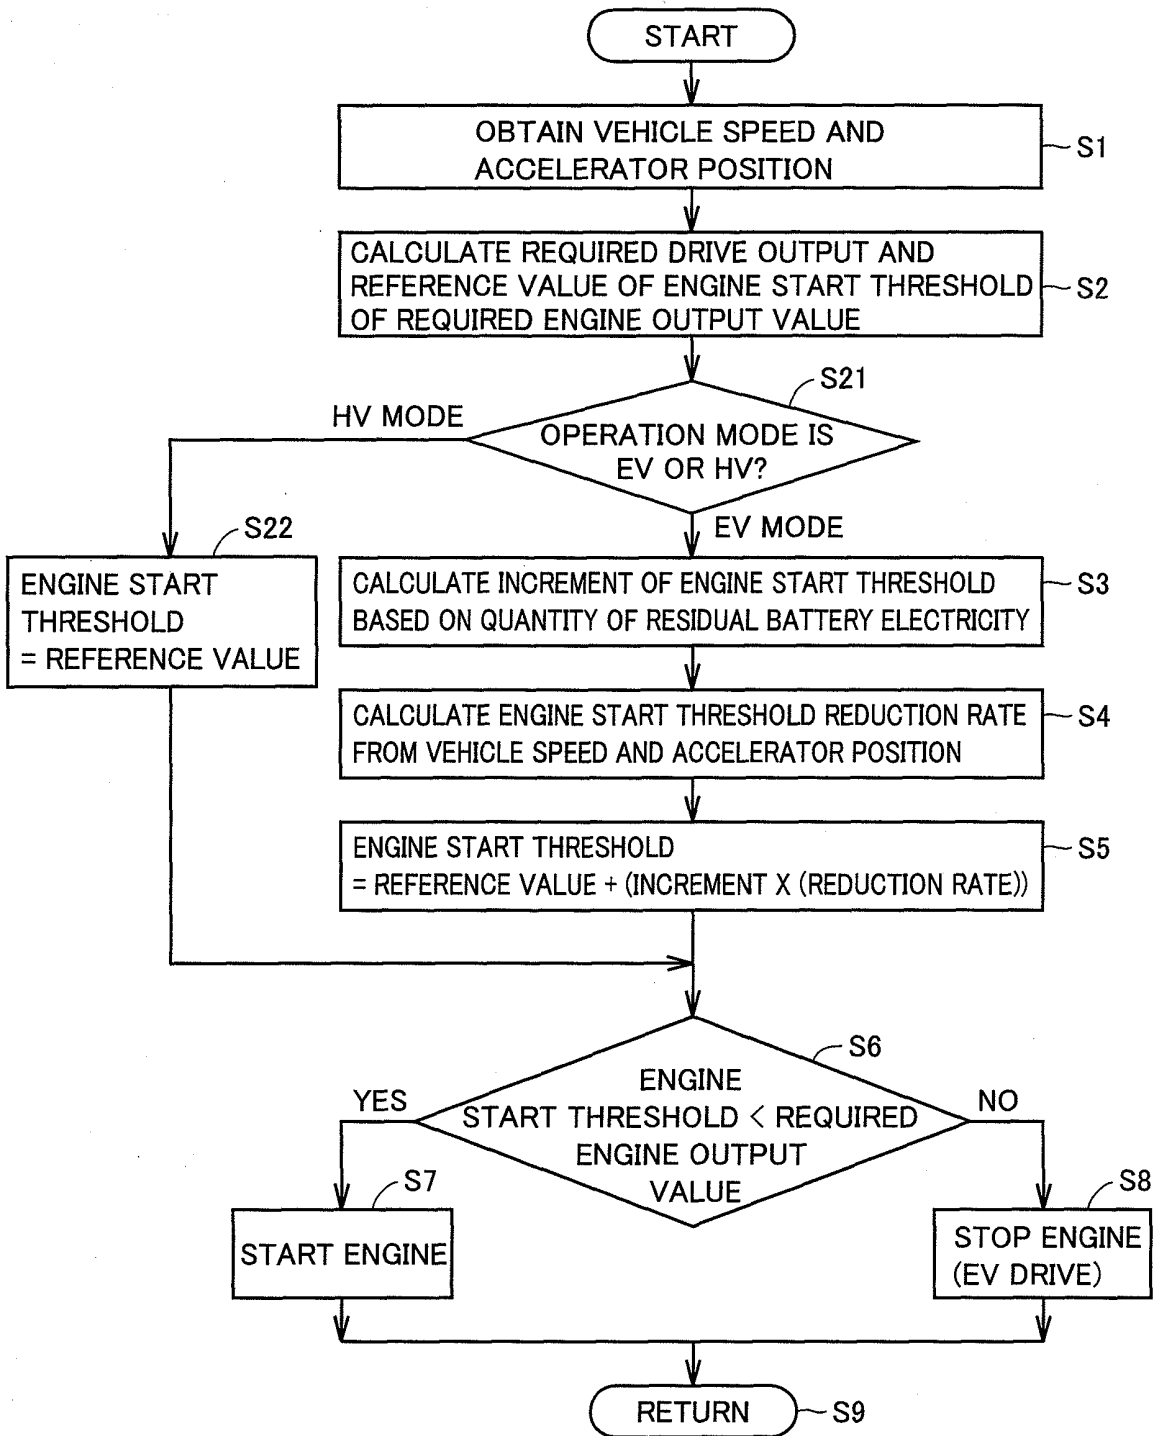 START
OBTAIN VEHICLE SPEED AND
ACCELERATOR POSITION
S1
CALCULATE REQUIRED DRIVE OUTPUT AND
REFERENCE VALUE OF ENGINE START THRESHOLD
OF REQUIRED ENGINE OUTPUT VALUE
S2
S21
HV MODE
OPERATION MODE IS
EV OR HV?
EV MODE
S22
ENGINE START
THRESHOLD
= REFERENCE VALUE
CALCULATE INCREMENT OF ENGINE START THRESHOLD
BASED ON QUANTITY OF RESIDUAL BATTERY ELECTRICITY
S3
CALCULATE ENGINE START THRESHOLD REDUCTION RATE
FROM VEHICLE SPEED AND ACCELERATOR POSITION
S4
ENGINE START THRESHOLD
= REFERENCE VALUE + (INCREMENT X (REDUCTION RATE))
S5
S6
YES
ENGINE
START THRESHOLD < REQUIRED
ENGINE OUTPUT
VALUE
NO
S7
START ENGINE
S8
STOP ENGINE
(EV DRIVE)
RETURN
S9